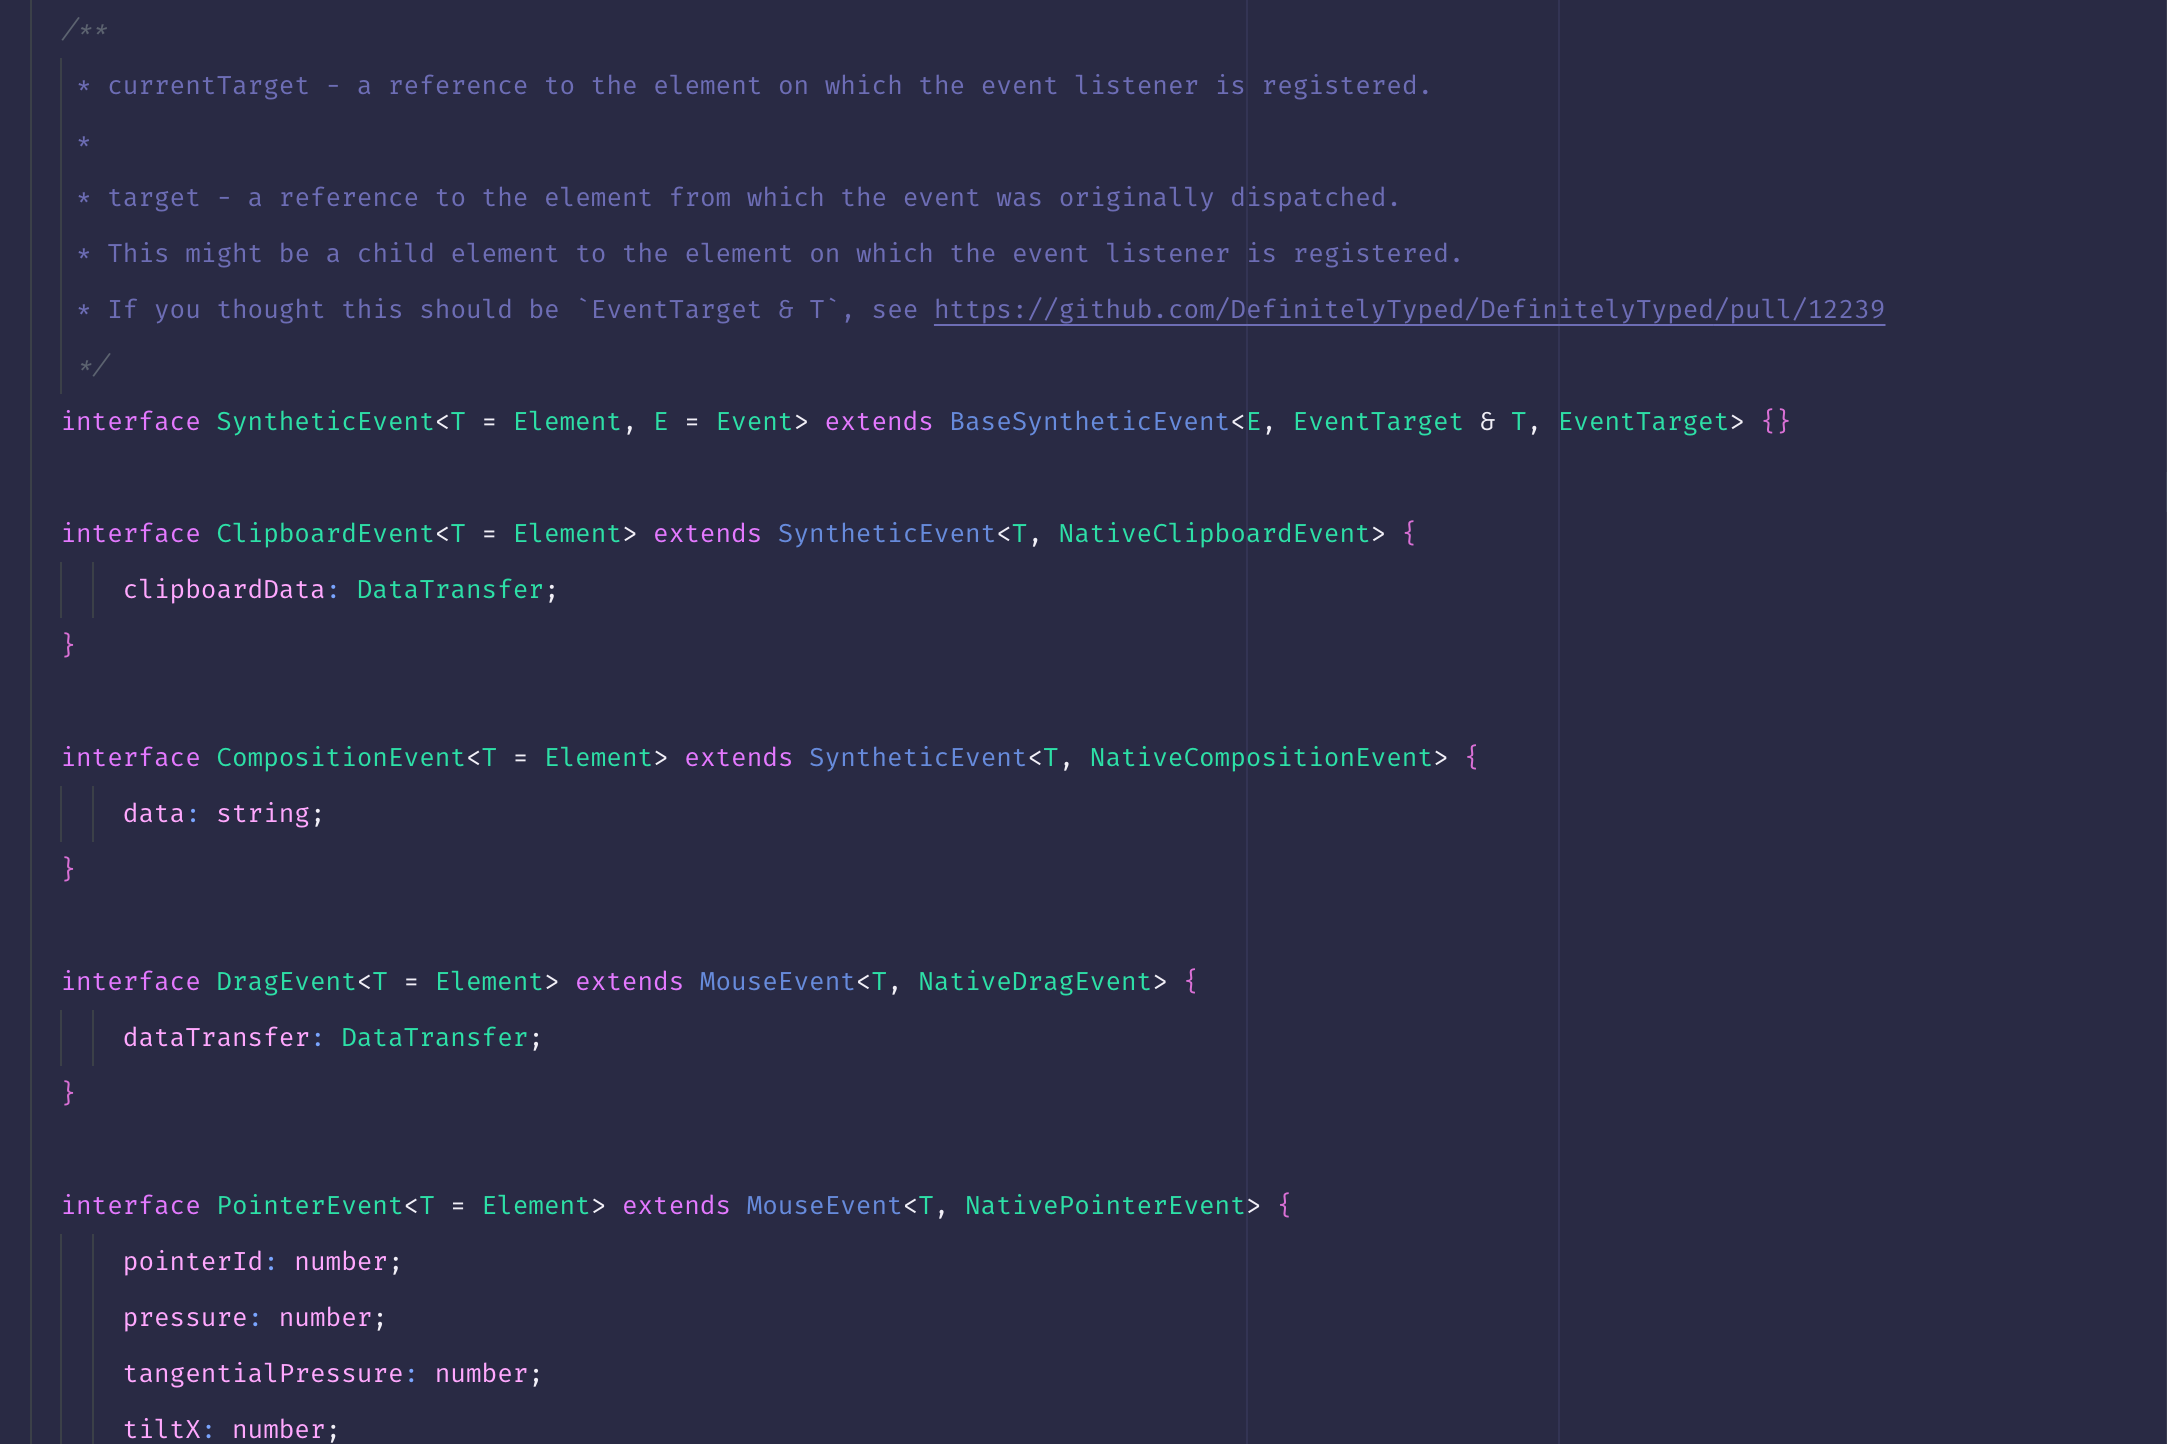 /**
* currentTarget - a reference to the element on which the event listener is registered.
*
* target - a reference to the element from which the event was originally dispatched.
* This might be a child element to the element on which the event listener is registered.
* If you thought this should be `EventTarget & T`, see https://github.com/DefinitelyTyped/DefinitelyTyped/pull/12239
*/
interface SyntheticEvent<T = Element, E = Event> extends BaseSyntheticEvent<E, EventTarget & T, EventTarget> {}
interface ClipboardEvent<T = Element> extends SyntheticEvent<T, NativeClipboardEvent> {
clipboardData: DataTransfer;
}
interface CompositionEvent<T = Element> extends SyntheticEvent<T, NativeCompositionEvent> {
data: string;
}
interface DragEvent<T = Element> extends MouseEvent<T, NativeDragEvent> {
dataTransfer: DataTransfer;
}
interface PointerEvent<T = Element> extends MouseEvent<T, NativePointerEvent> {
pointerId: number;
pressure: number;
tangentialPressure: number;
tiltX: number;